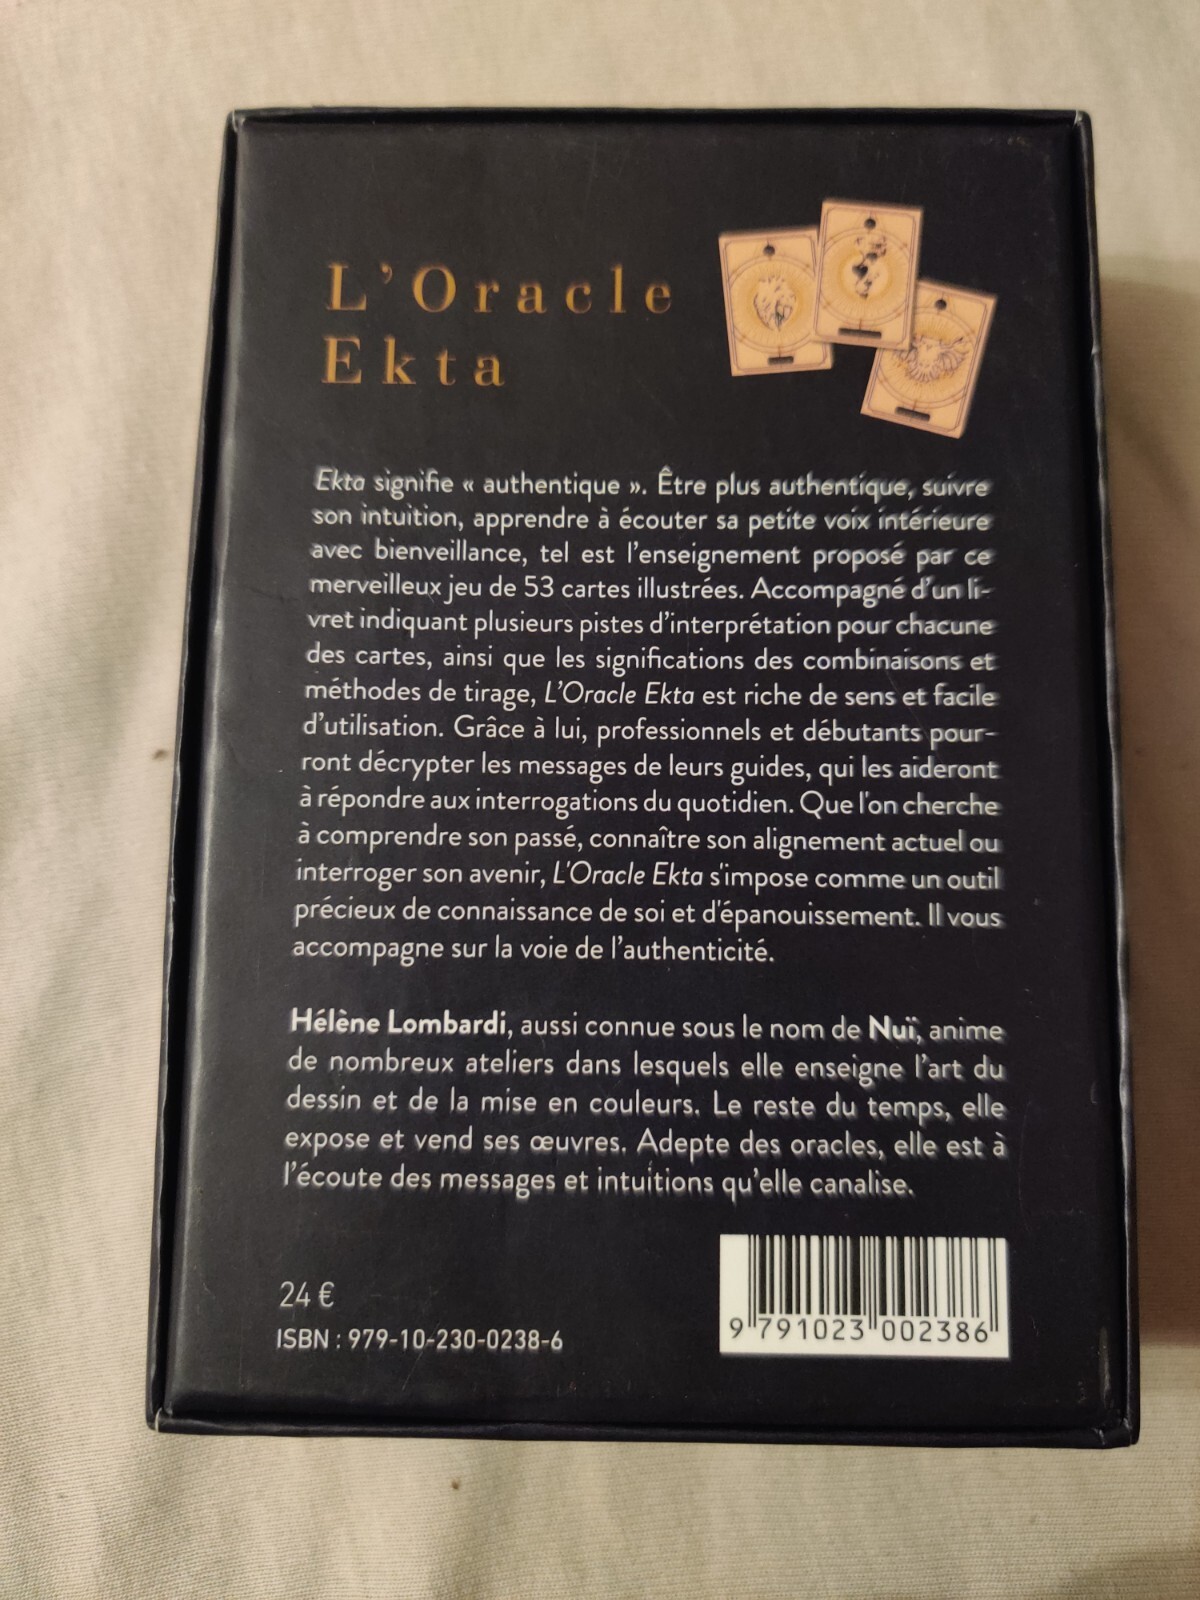 L'Oracle
Ekta
Ekta signifie « authentique ». Être plus authentique, suivre
son intuition, apprendre à écouter sa petite voix intérieure
avec bienveillance, tel est l'enseignement proposé par ce
merveilleux jeu de 53 cartes illustrées. Accompagné d'un li-
vret indiquant plusieurs pistes d'interprétation pour chacune
des cartes, ainsi que les significations des combinaisons et
méthodes de tirage, L'Oracle Ekta est riche de sens et facile
d'utilisation. Grâce à lui, professionnels et débutants pour-
ront décrypter les messages de leurs guides, qui les aideront
à répondre aux interrogations du quotidien. Que l'on cherche
à comprendre son passé, connaître son alignement actuel ou
interroger son avenir, L'Oracle Ekta s'impose comme un outil
précieux de connaissance de soi et d'épanouissement. Il vous
accompagne sur la voie de l'authenticité.
Hélène Lombardi, aussi connue sous le nom de Nuï, anime
de nombreux ateliers dans lesquels elle enseigne l'art du
dessin et de la mise en couleurs. Le reste du temps, elle
expose et vend ses œuvres. Adepte des oracles, elle est à
l'écoute des messages et intuitions qu'elle canalise.
24 €
ISBN : 979-10-230-0238-6
9 791023 002386